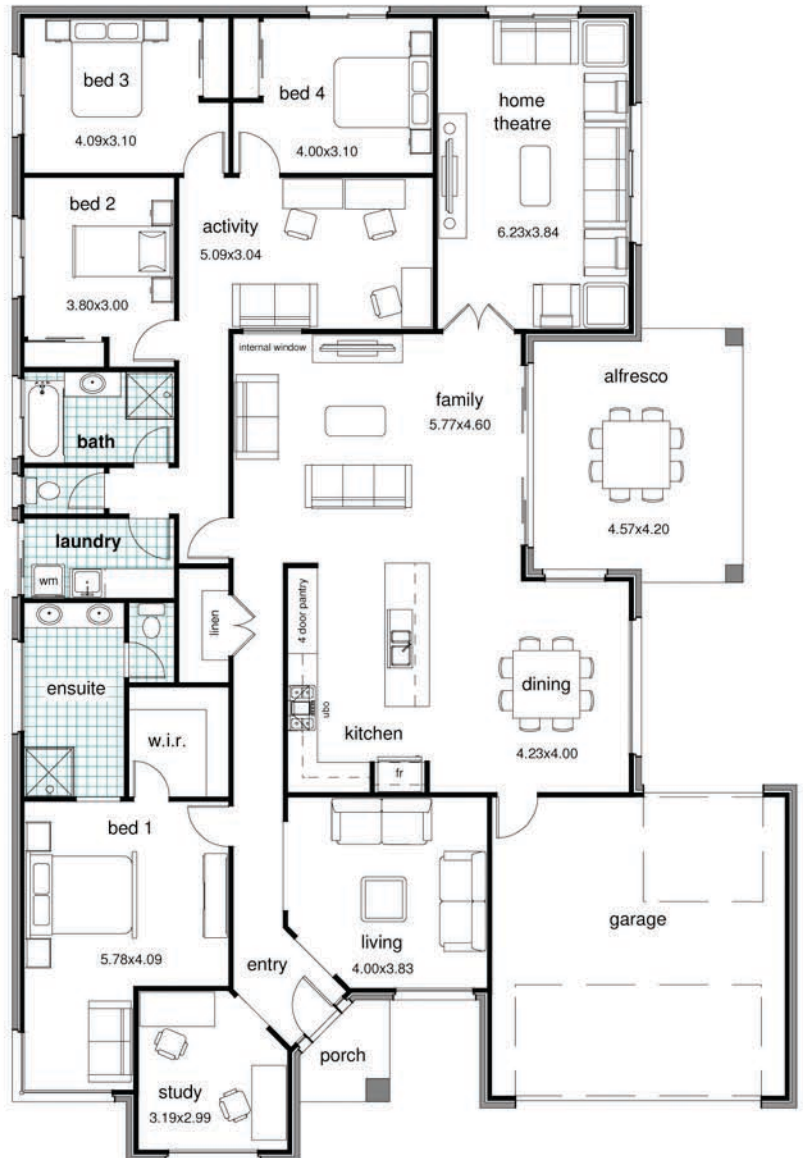 bed 3
4.09x3.10
bed 4
4.00x3.10
home
theatre
6.23x3.84
bed 2
3.80x3.00
activity
5.09x3.04
internal window
family
5.77x4.60
alfresco
4.57x4.20
bath
laundry
wm
linen
4 door pantry
ensuite
w.i.r.
ubo
kitchen
fr
dining
4.23x4.00
bed 1
5.78x4.09
living
4.00x3.83
garage
entry
porch
study
3.19x2.99